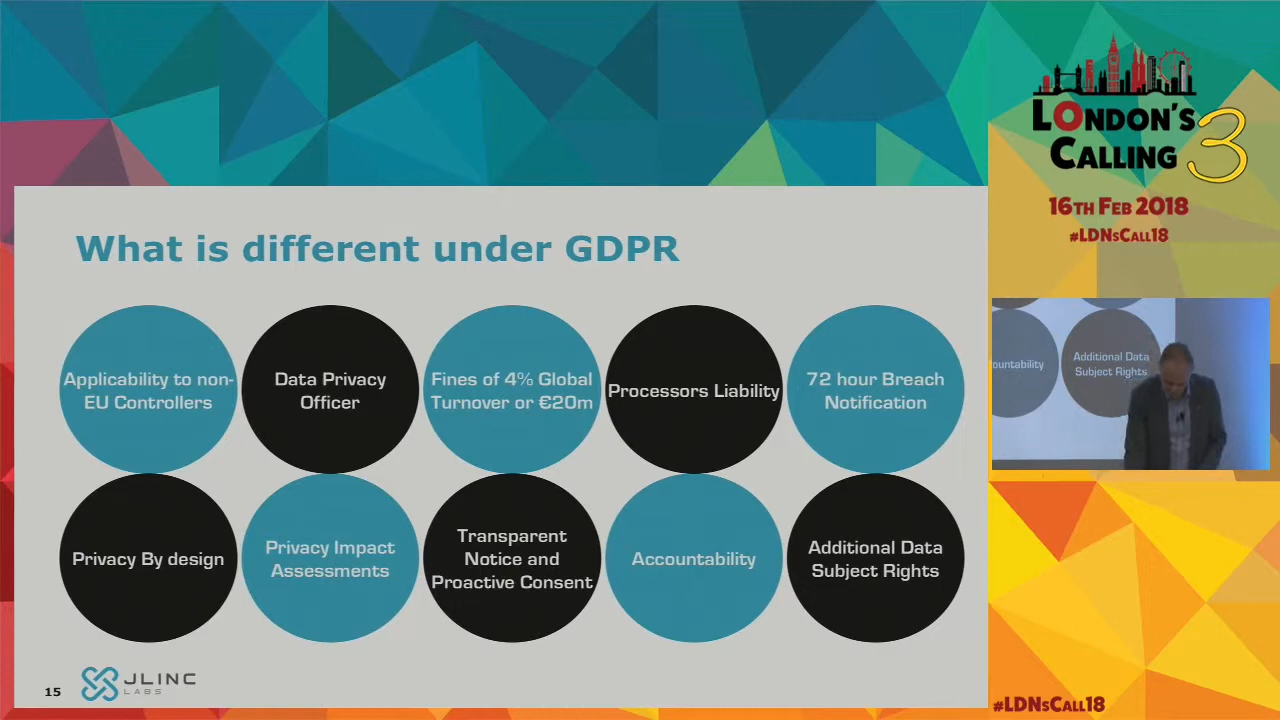 What is different under GDPR
Applicability to non-
EU Controllers
Data Privacy
Officer
Fines of 4% Global
Turnover or €20m
Processors Liability
72 hour Breach
Notification
Privacy By design
Privacy Impact
Assessments
Transparent
Notice and
Proactive Consent
Accountability
Additional Data
Subject Rights
15
JLINC
LABS
LONDON'S
CALLING 3
16TH FEB 2018
#LDNSCALL18
ountability
Additional Data
Subject Rights
#LDNSCALL18